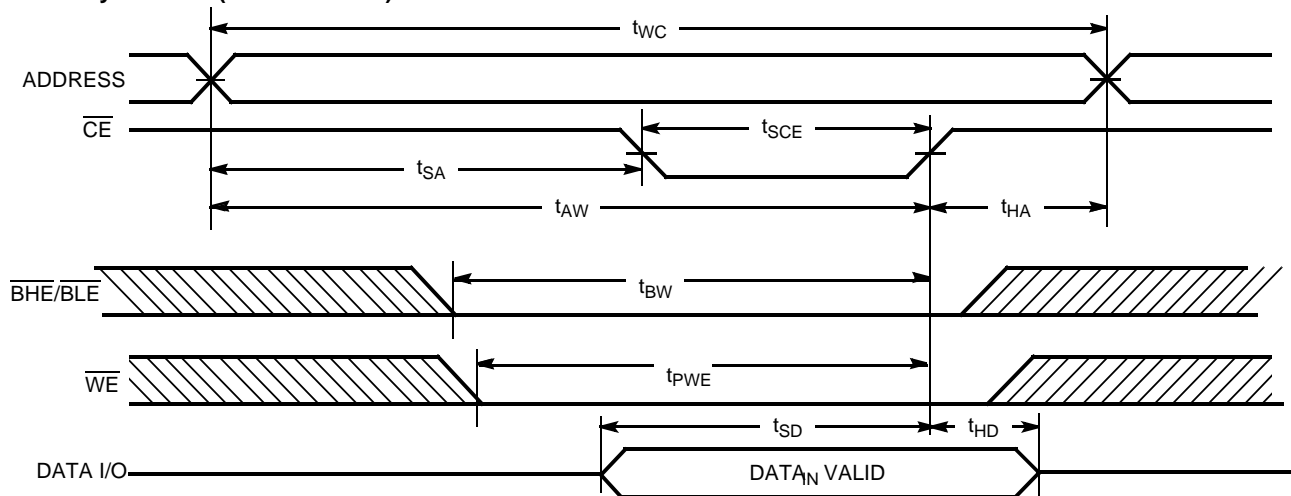 tWC
ADDRESS
CE
tSCE
tSA
tAW
tHA
BHE/BLE
tBW
WE
tPWE
tSD
tHD
DATA I/O
DATAIN VALID